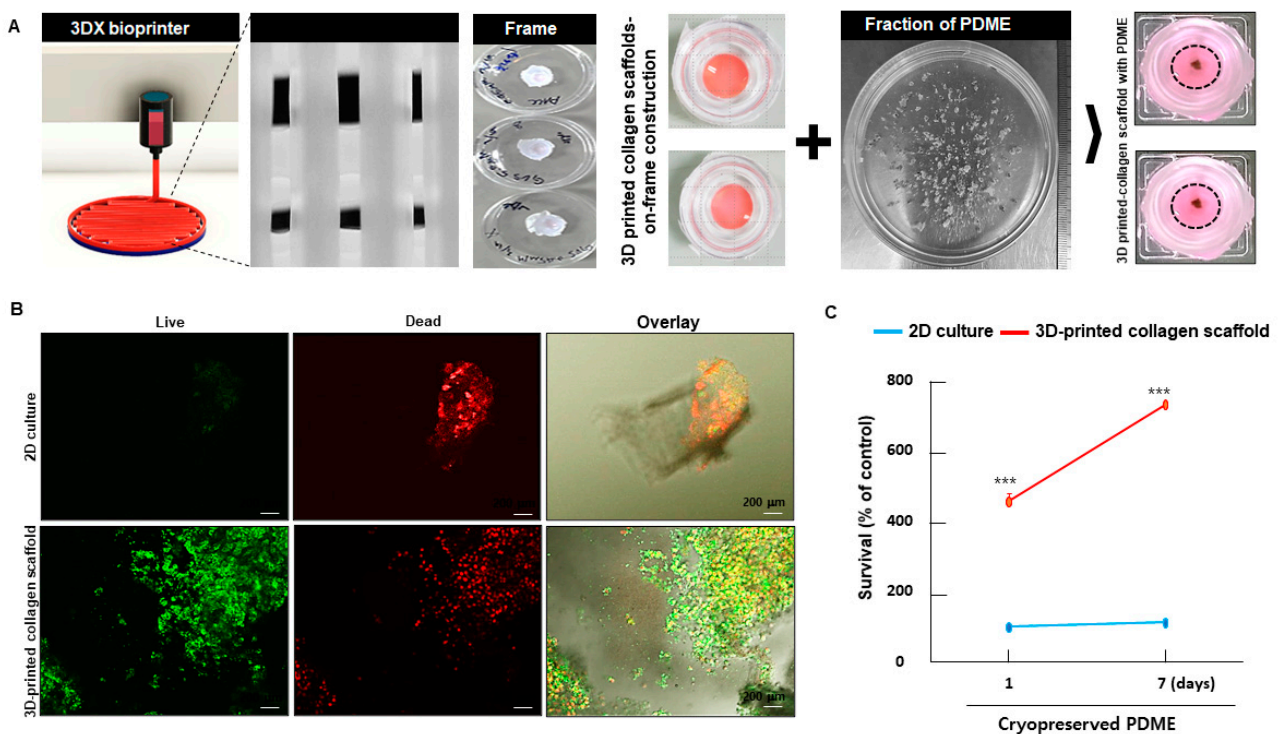 A
3DX bioprinter
Frame
3D printed collagen scaffolds-
on-frame construction
Fraction of PDME
3D printed-collagen scaffold with PDME
B
Live
Dead
Overlay
2D culture
200 µm
200 µm
3D-printed collagen scaffold
200 µm
C
2D culture
3D-printed collagen scaffold
Survival (% of control)
800
600
400
200
0
***
***
1
7 (days)
Cryopreserved PDME